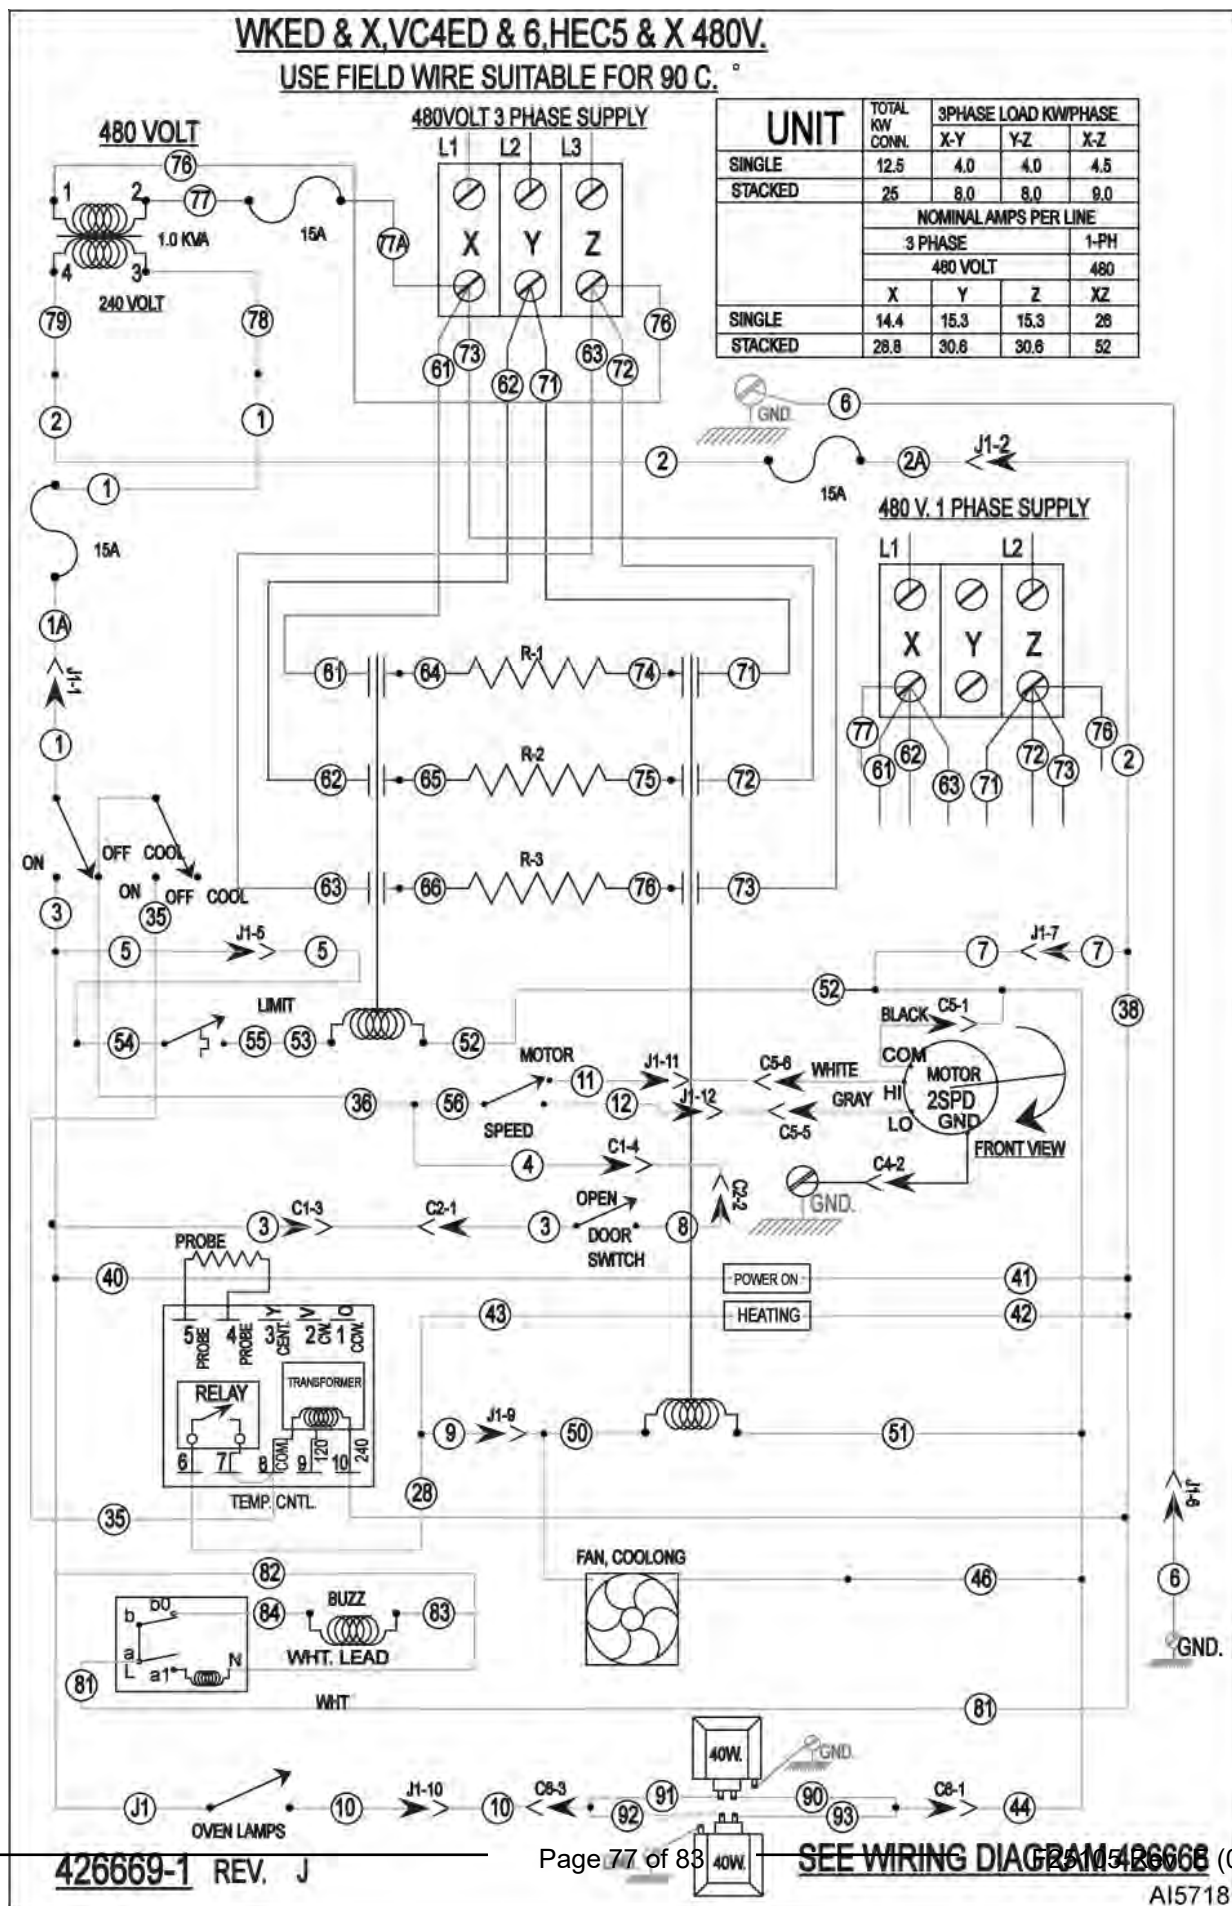 WKED & X,VC4ED & 6,HEC5 & X 480V.
USE FIELD WIRE SUITABLE FOR 90 C. °
480 VOLT
480VOLT 3 PHASE SUPPLY
L1 L2 L3
X Y Z
UNIT
TOTAL KW CONN.
3PHASE LOAD KW/PHASE
X-Y Y-Z X-Z
SINGLE 12.5 4.0 4.0 4.5
STACKED 25 8.0 8.0 9.0
NOMINAL AMPS PER LINE
3 PHASE 1-PH
480 VOLT 480
X Y Z XZ
SINGLE 14.4 15.3 15.3 26
STACKED 28.8 30.6 30.6 52
76
1 2 77
15A
77A
1.0 KVA
4 3
240 VOLT
79 78
61 73 62 71 63 72 76
GND.
6
2 1
2
15A
2A
J1-2
1
15A
480 V. 1 PHASE SUPPLY
L1 L2
X Y Z
77 61 62 63 71 72 73 76
2
1A
J1-1
1
61 64 R-1 74 71
62 65 R-2 75 72
63 66 R-3 76 73
ON OFF COOL
ON OFF COOL
3 35
5 J1-5 5
7 J1-7 7
52
38
LIMIT
54 55 53 52
BLACK C5-1
COM
MOTOR
2SPD
HI
LO
GND
FRONT VIEW
MOTOR
SPEED
36 56
11 J1-11 C5-6 WHITE
12 J1-12 C5-5 GRAY
4 C1-4
C2-2
C4-2
GND.
3 C1-3 C2-1 3
OPEN
DOOR
SWITCH
8
PROBE
40 POWER ON 41
43 HEATING 42
5 PROBE
4 PROBE
3 CENT. Y
2 CW. V
1 CCW. O
RELAY
TRANSFORMER
6 7 8 COM. 9 120 10 240
TEMP. CNTL.
9 J1-9 50 51
28
35
J1-6
6
GND.
FAN, COOLONG
46
82
b b0
a
L a1 N
84 BUZZ 83
WHT. LEAD
81
WHT
81
40W.
GND.
J1
OVEN LAMPS
10 J1-10 10 C6-3
91 90
92 93
C6-1 44
40W.
426669-1 REV. J
Page 77 of 83
SEE WIRING DIAGRAM 426668
AI5718